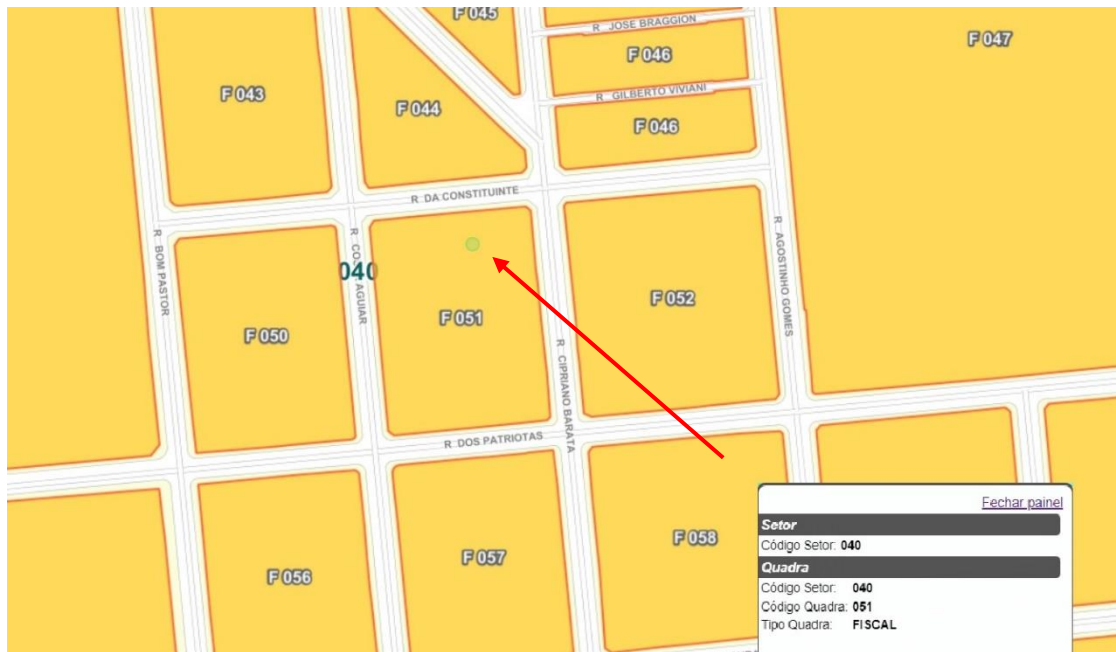 F 045
R JOSE BRAGGION
F 047
F 046
F 043
R GILBERTO VIVIANI
F 044
F 046
R DA CONSTITUINTE
R BOM PASTOR
R AGUIAR
040
R AGOSTINHO GOMES
F 052
F 051
F 050
R CIPRIANO BARATA
R DOS PATRIOTAS
F 058
F 057
F 056
Fechar painel
Setor
Código Setor: 040
Quadra
Código Setor: 040
Código Quadra: 051
Tipo Quadra: FISCAL